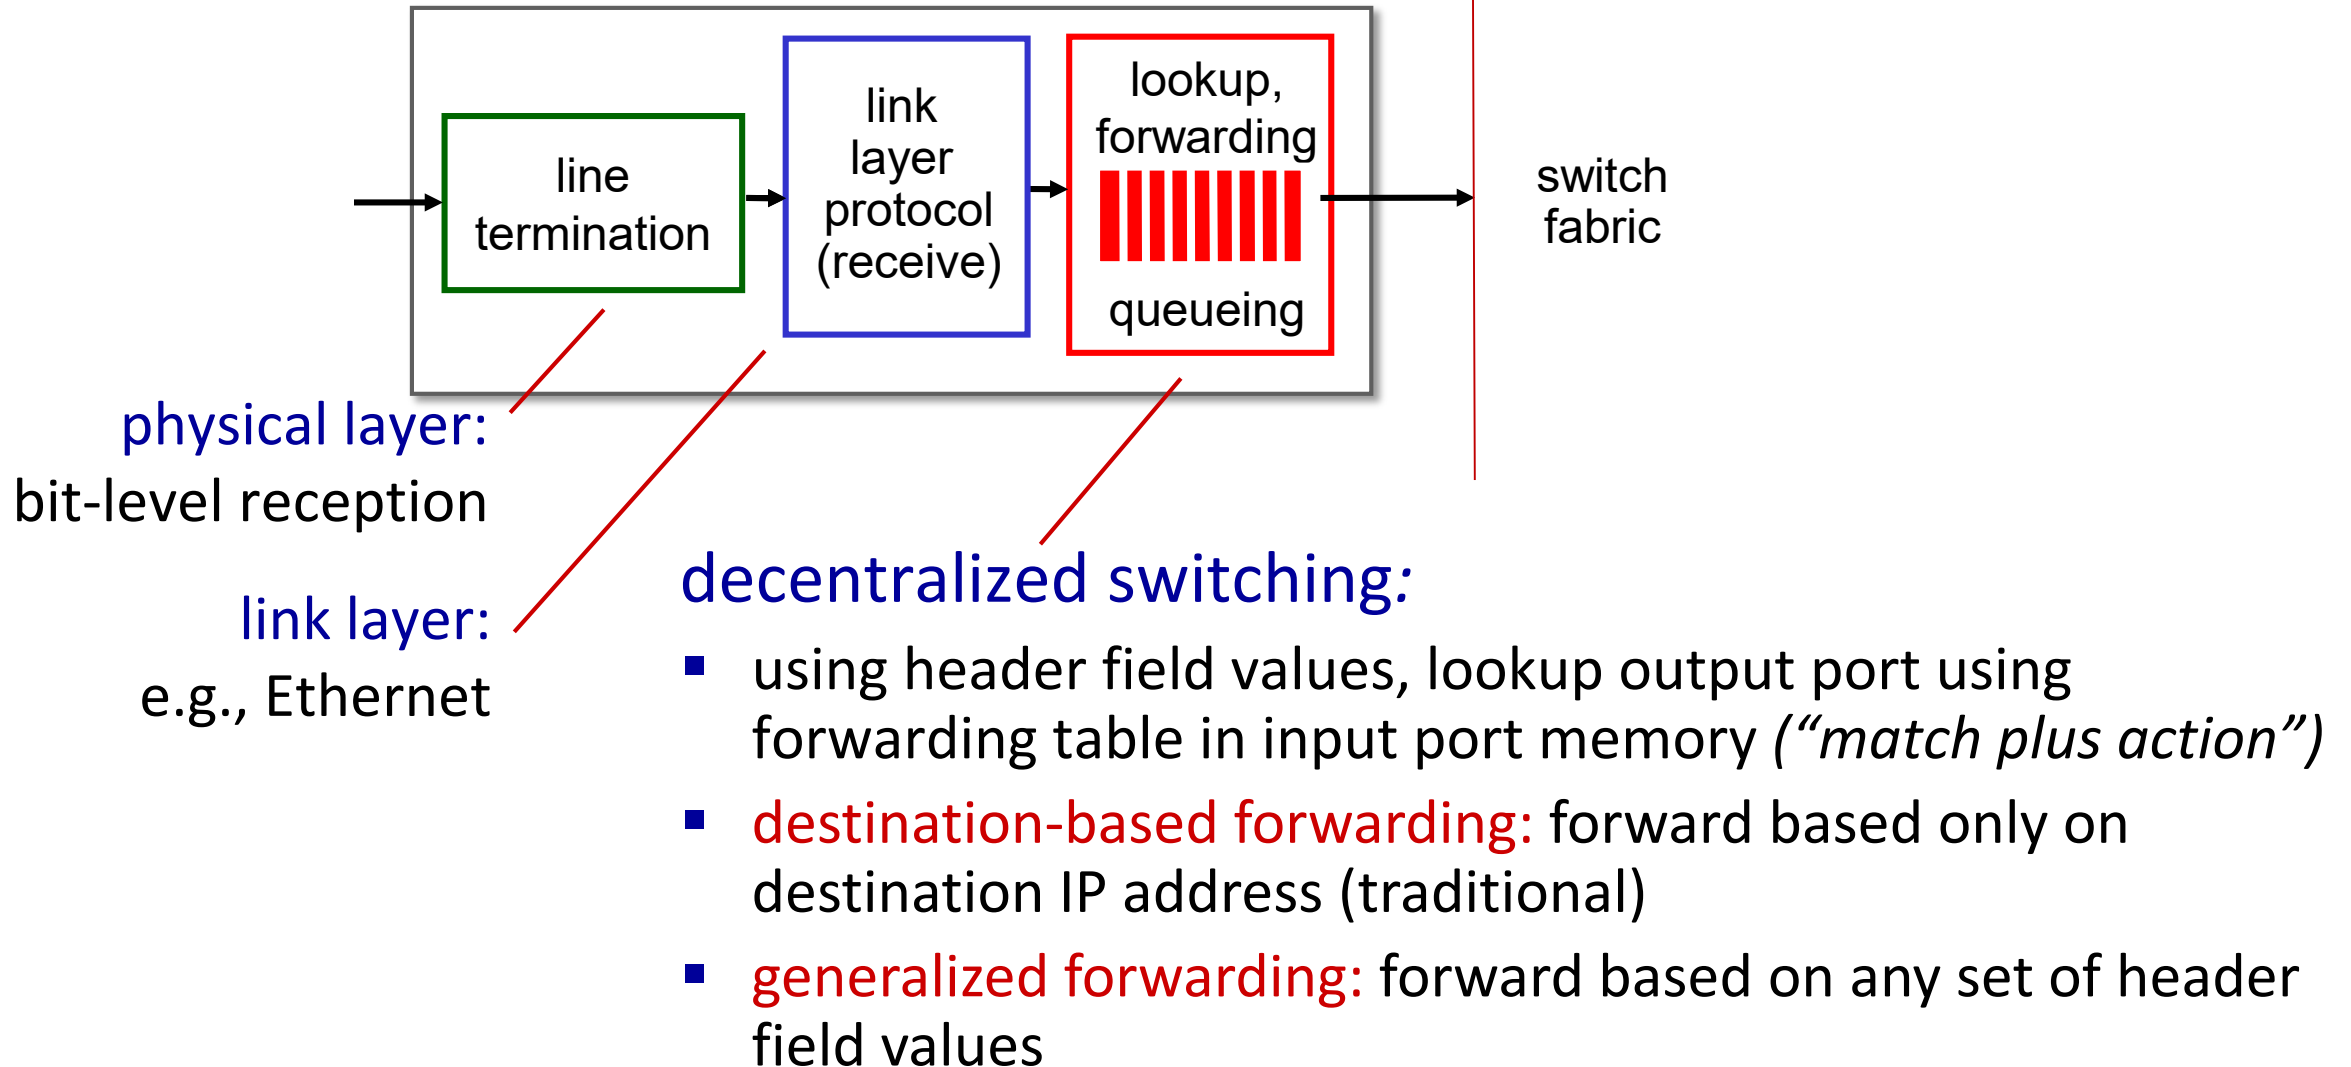 line
termination
link
layer
protocol
(receive)
lookup,
forwarding
queueing
switch
fabric
physical layer:
bit-level reception
link layer:
e.g., Ethernet
decentralized switching:
▪ using header field values, lookup output port using
forwarding table in input port memory (“match plus action”)
▪ destination-based forwarding: forward based only on
destination IP address (traditional)
▪ generalized forwarding: forward based on any set of header
field values